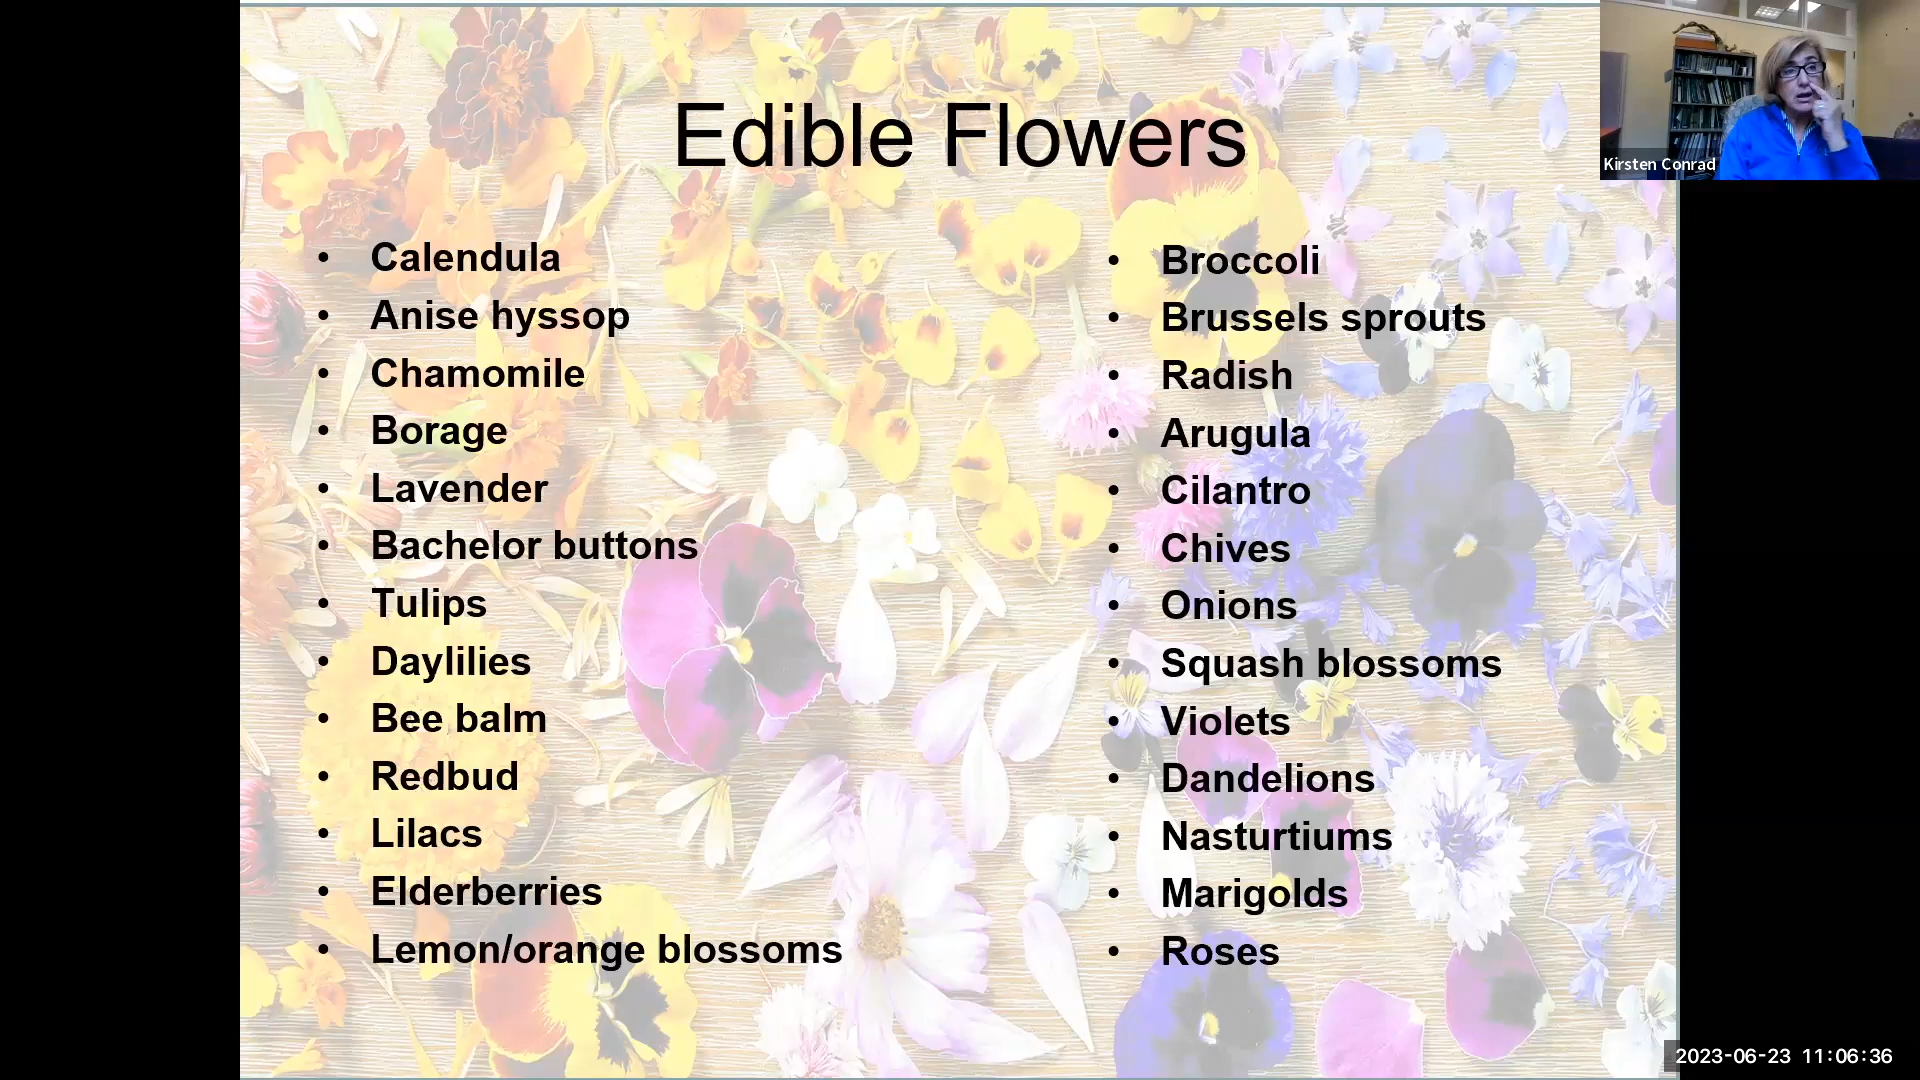 Edible Flowers
Kirsten Conrad
• Calendula
• Anise hyssop
• Chamomile
• Borage
• Lavender
• Bachelor buttons
• Tulips
• Daylilies
• Bee balm
• Redbud
• Lilacs
• Elderberries
• Lemon/orange blossoms
• Broccoli
• Brussels sprouts
• Radish
• Arugula
• Cilantro
• Chives
• Onions
• Squash blossoms
• Violets
• Dandelions
• Nasturtiums
• Marigolds
• Roses
2023-06-23 11:06:36